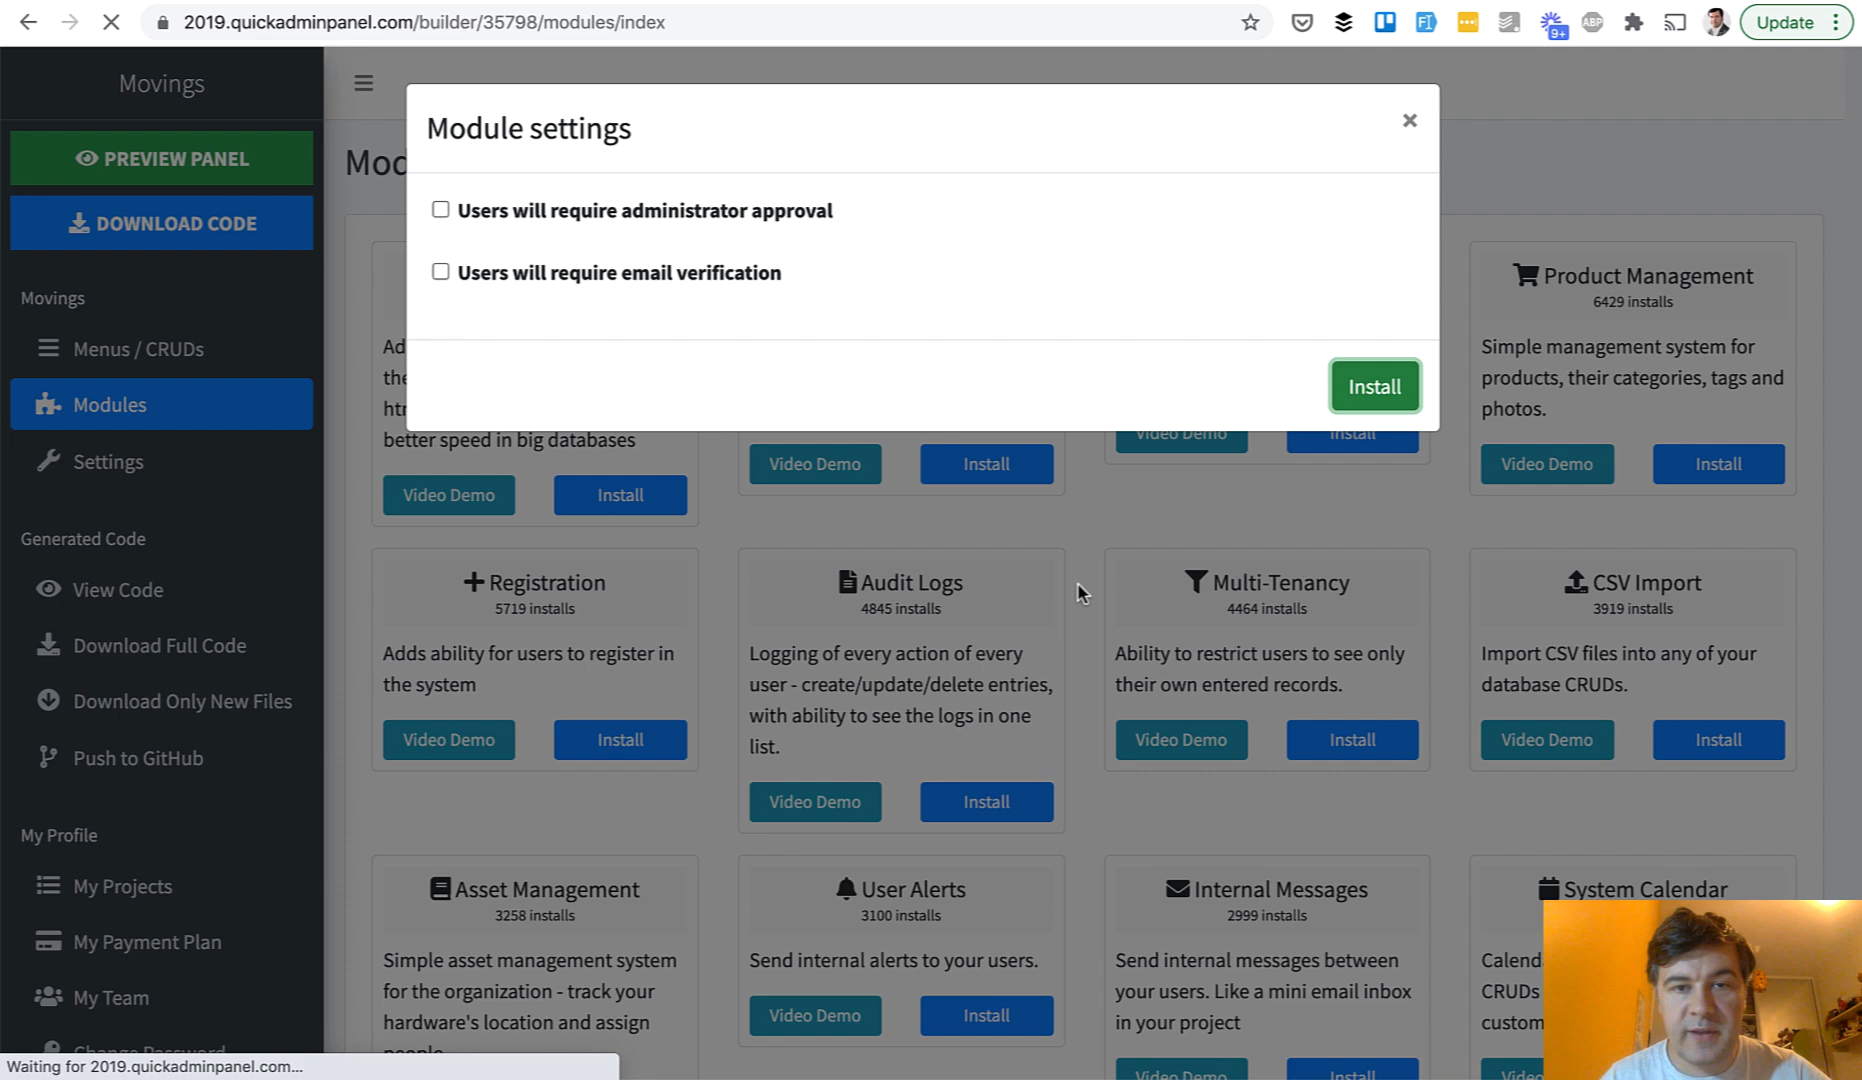 2019.quickadminpanel.com/builder/35798/modules/index
9+
ABP
Update
Movings
PREVIEW PANEL
DOWNLOAD CODE
Movings
Menus / CRUDs
Modules
Settings
Generated Code
View Code
Download Full Code
Download Only New Files
Push to GitHub
My Profile
My Projects
My Payment Plan
My Team
Change Password
Waiting for 2019.quickadminpanel.com...
Mod
Module settings
×
Users will require administrator approval
Users will require email verification
Install
Ad
the
htm
better speed in big databases
Video Demo
Install
Video Demo
Install
Video Demo
Install
Product Management
6429 installs
Simple management system for
products, their categories, tags and
photos.
Video Demo
Install
Registration
5719 installs
Adds ability for users to register in
the system
Video Demo
Install
Audit Logs
4845 installs
Logging of every action of every
user - create/update/delete entries,
with ability to see the logs in one
list.
Video Demo
Install
Multi-Tenancy
4464 installs
Ability to restrict users to see only
their own entered records.
Video Demo
Install
CSV Import
3919 installs
Import CSV files into any of your
database CRUDs.
Video Demo
Install
Asset Management
3258 installs
Simple asset management system
for the organization - track your
hardware's location and assign
people
User Alerts
3100 installs
Send internal alerts to your users.
Video Demo
Install
Internal Messages
2999 installs
Send internal messages between
your users. Like a mini email inbox
in your project
Video Demo
Install
System Calendar
Calend
CRUDs
custom
Video